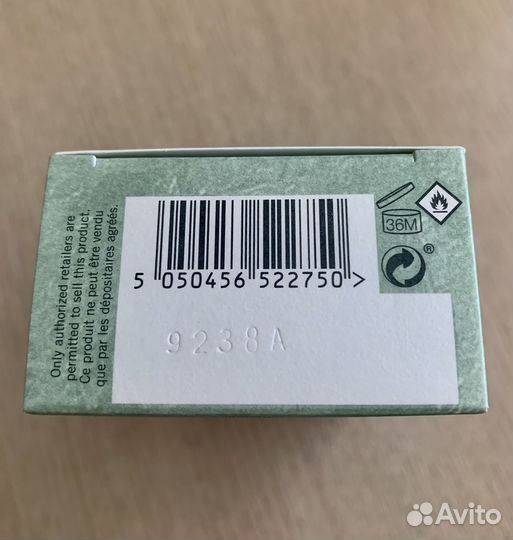 Only authorized retailers are
permitted to sell this product.
Ce produit ne peut être vendu
que par les dépositaires agréés.
5 050456 522750 >
9238A
36M
®
Avito